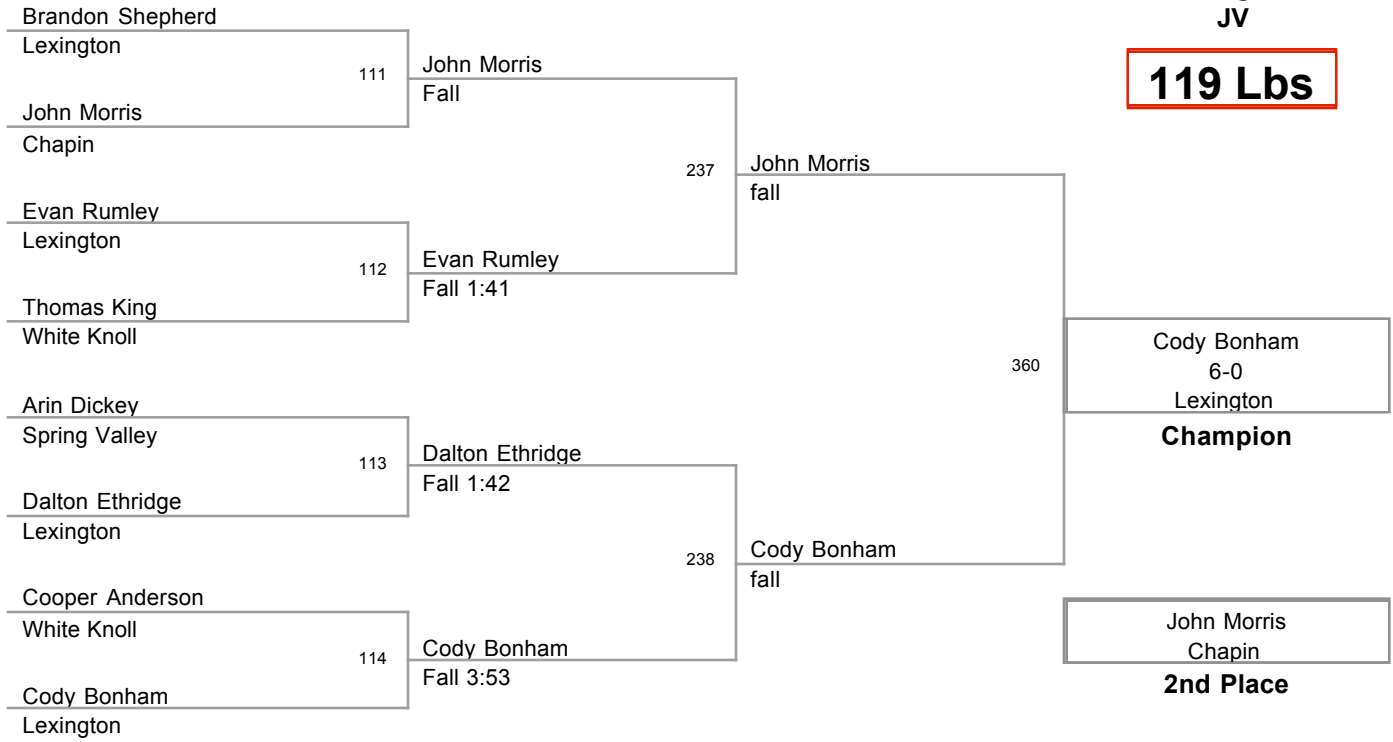 JV
119 Lbs
Brandon Shepherd
Lexington
111
John Morris
Chapin
John Morris
Fall
Evan Rumley
Lexington
112
Thomas King
White Knoll
Evan Rumley
Fall 1:41
237
John Morris
fall
Arin Dickey
Spring Valley
113
Dalton Ethridge
Lexington
Dalton Ethridge
Fall 1:42
Cooper Anderson
White Knoll
114
Cody Bonham
Lexington
Cody Bonham
Fall 3:53
238
Cody Bonham
fall
360
Cody Bonham
6-0
Lexington
Champion
John Morris
Chapin
2nd Place